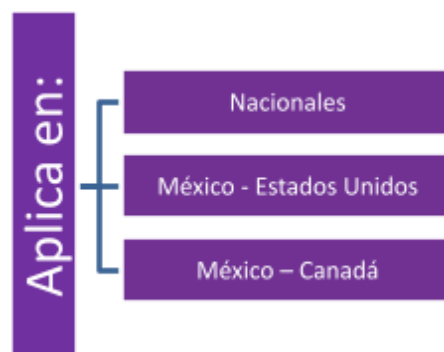 Aplica en:
Nacionales
México - Estados Unidos
México – Canadá